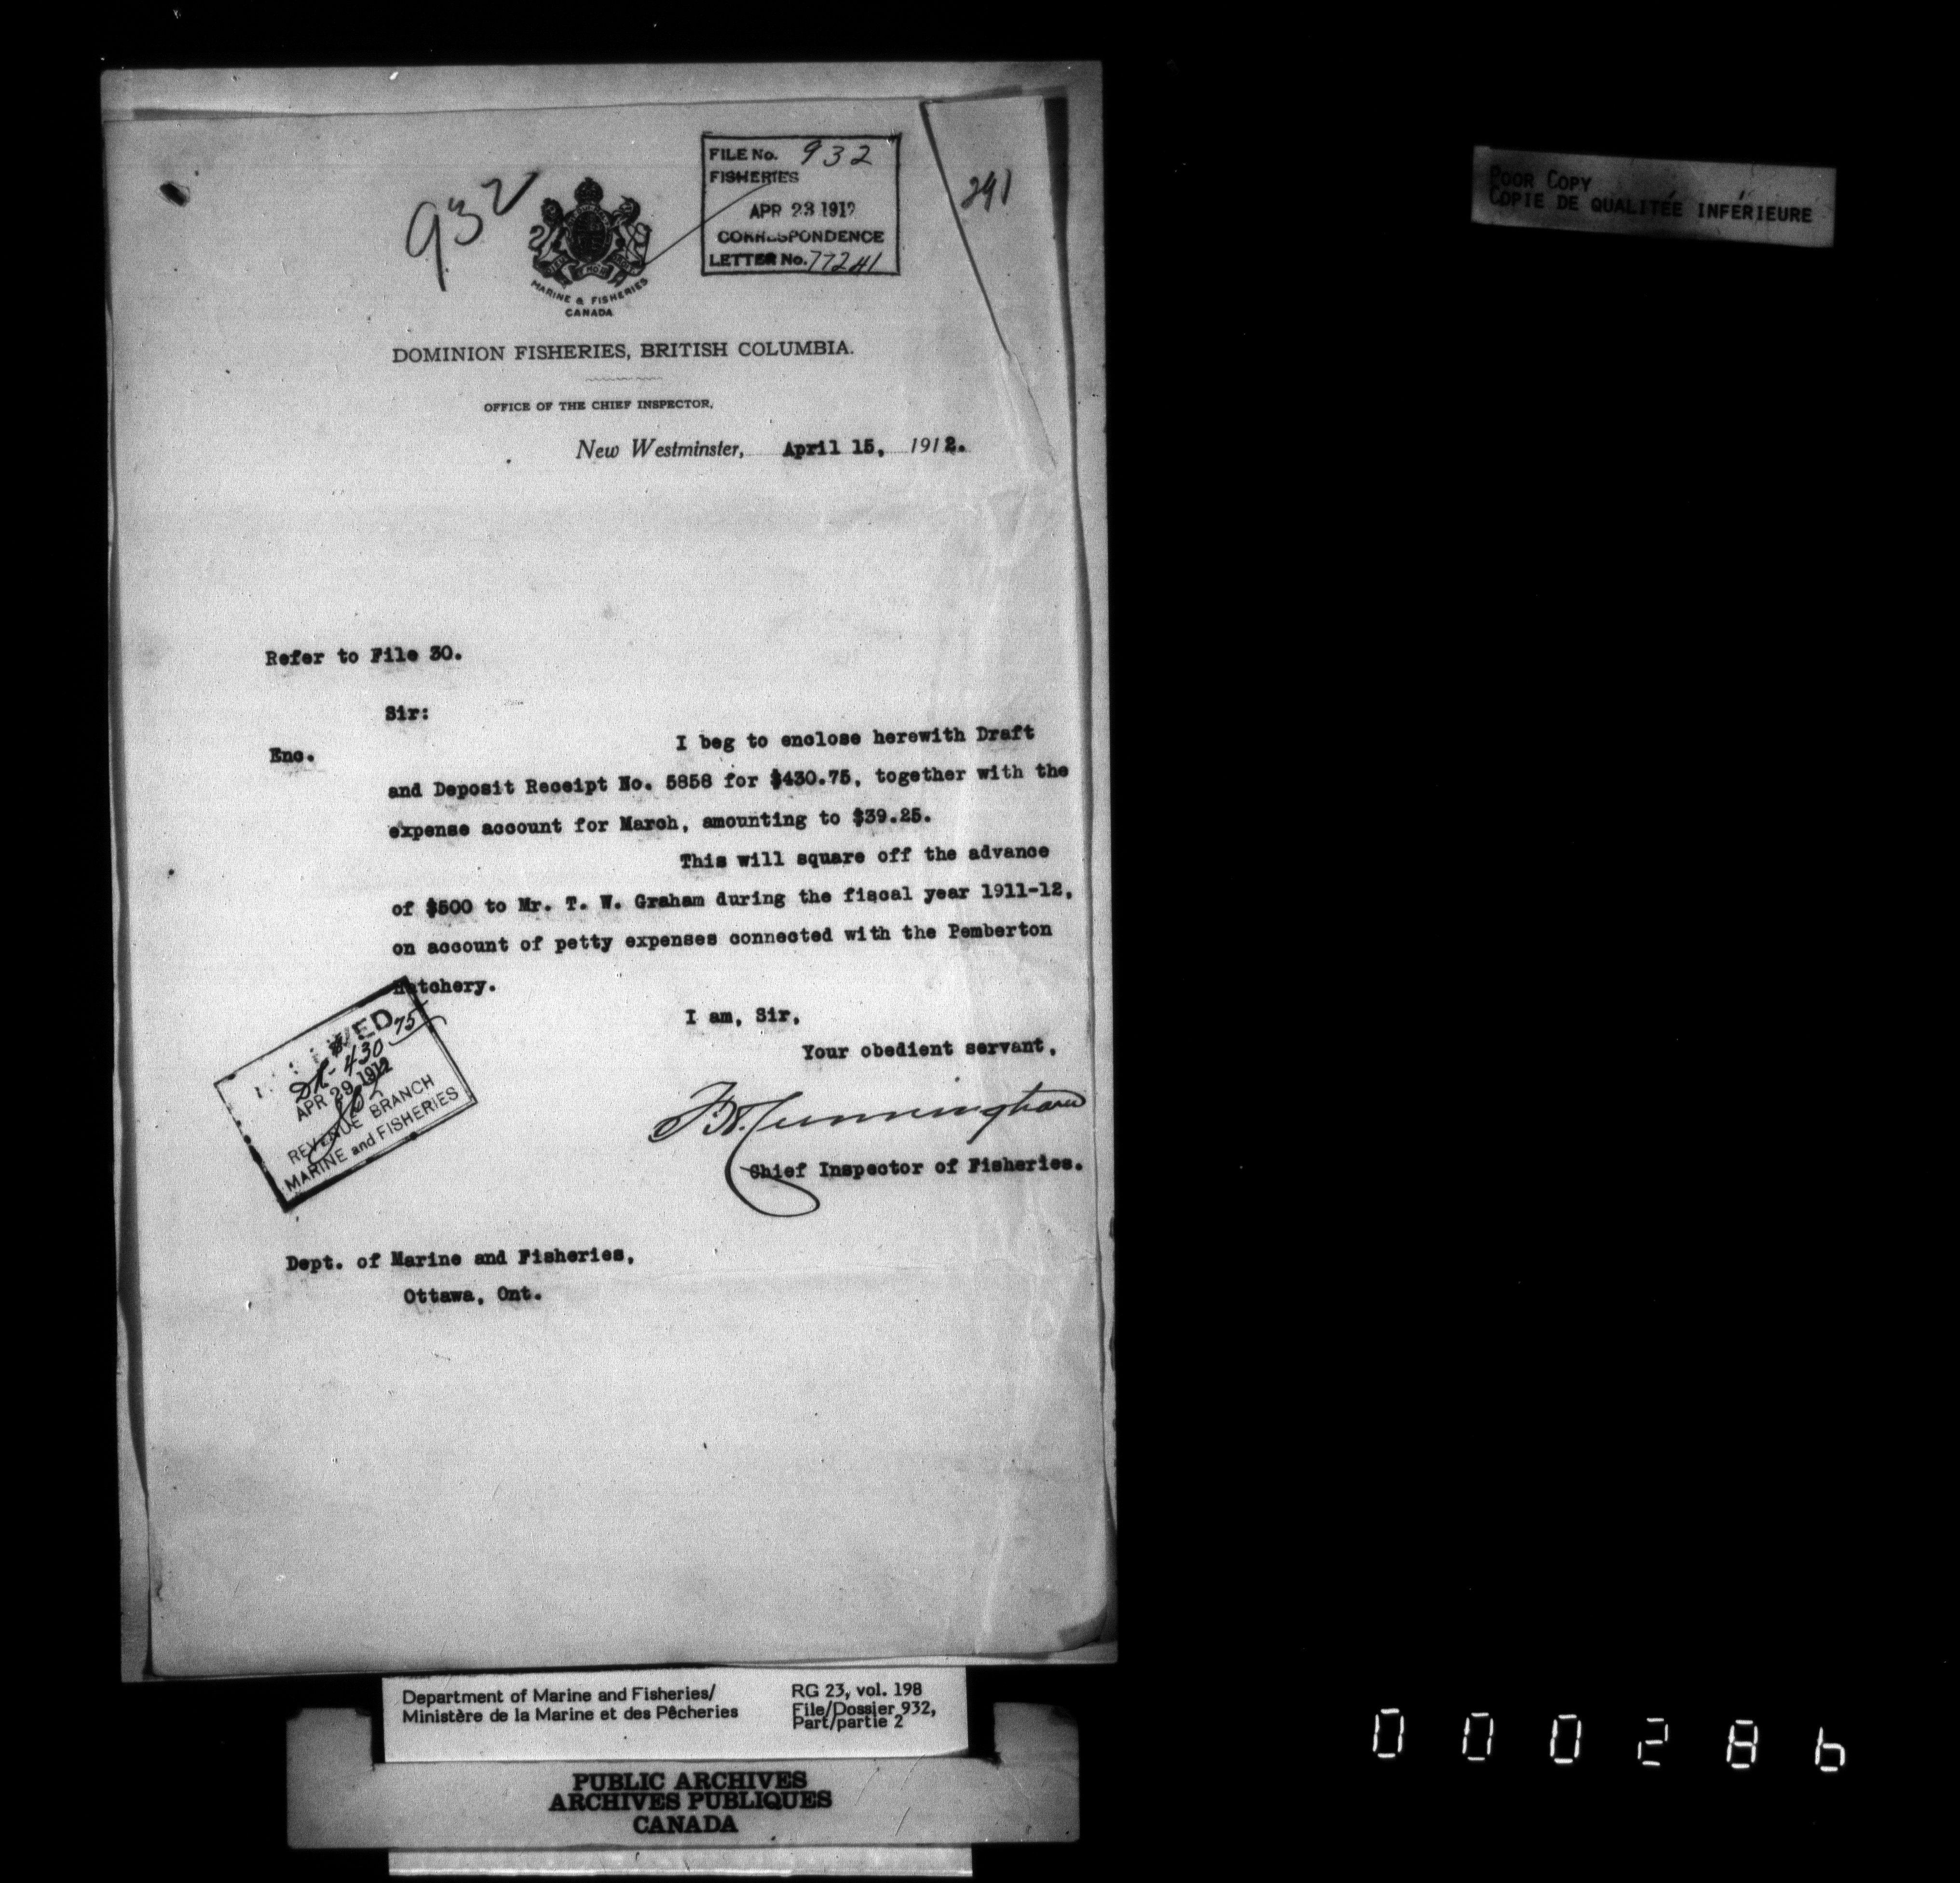 932
FILE No. 932
FISHERIES
APR 23 1912
CORRESPONDENCE
LETTER No. 77241
291
POOR COPY
COPIE DE QUALITÉE INFÉRIEURE
MARINE & FISHERIES
CANADA
DOMINION FISHERIES, BRITISH COLUMBIA.
OFFICE OF THE CHIEF INSPECTOR,
New Westminster, April 15, 1912.
Refer to File 30.
Sir:
Enc.
I beg to enclose herewith Draft
and Deposit Receipt No. 5858 for $430.75, together with the
expense account for March, amounting to $39.25.
This will square off the advance
of $500 to Mr. T. W. Graham during the fiscal year 1911-12,
on account of petty expenses connected with the Pemberton
Hatchery.
I am, Sir,
Your obedient servant,
F. H. Cunningham
Chief Inspector of Fisheries.
Dft - 430 75
APR 29 1912
REVENUE BRANCH
MARINE and FISHERIES
Dept. of Marine and Fisheries,
Ottawa, Ont.
Department of Marine and Fisheries/
Ministère de la Marine et des Pêcheries
RG 23, vol. 198
File/Dossier 932,
Part/partie 2
PUBLIC ARCHIVES
ARCHIVES PUBLIQUES
CANADA
000286